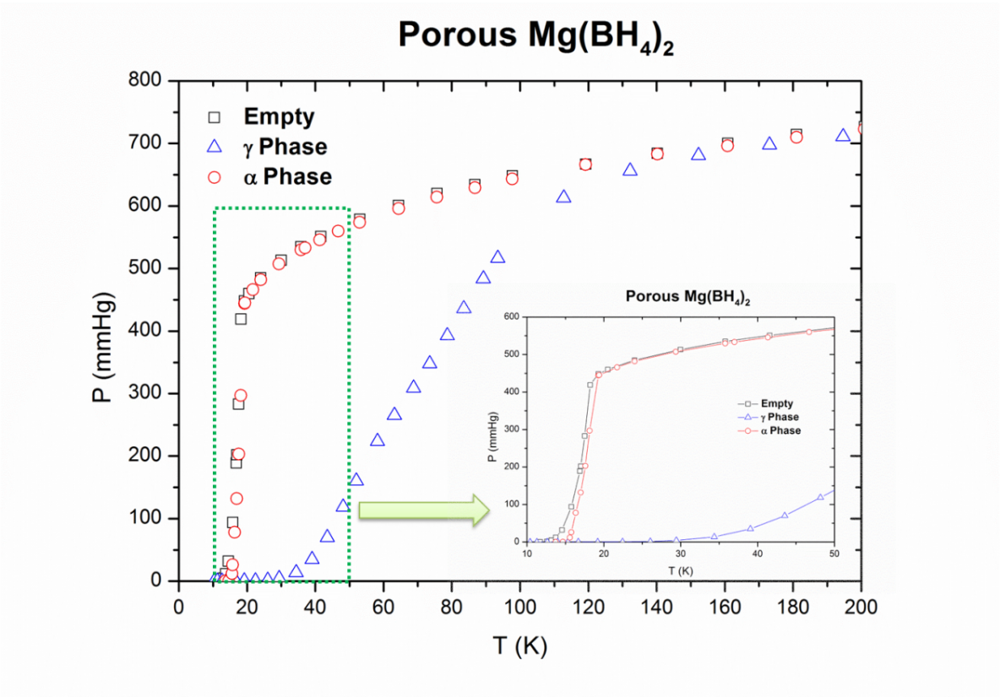 Porous Mg(BH₄)₂
800
700
600
500
400
300
200
100
0
P (mmHg)
Empty
γ Phase
α Phase
0 20 40 60 80 100 120 140 160 180 200
T (K)
Porous Mg(BH₄)₂
600
500
400
300
200
100
0
P (mmHg)
Empty
γ Phase
α Phase
10 20 30 40 50
T (K)